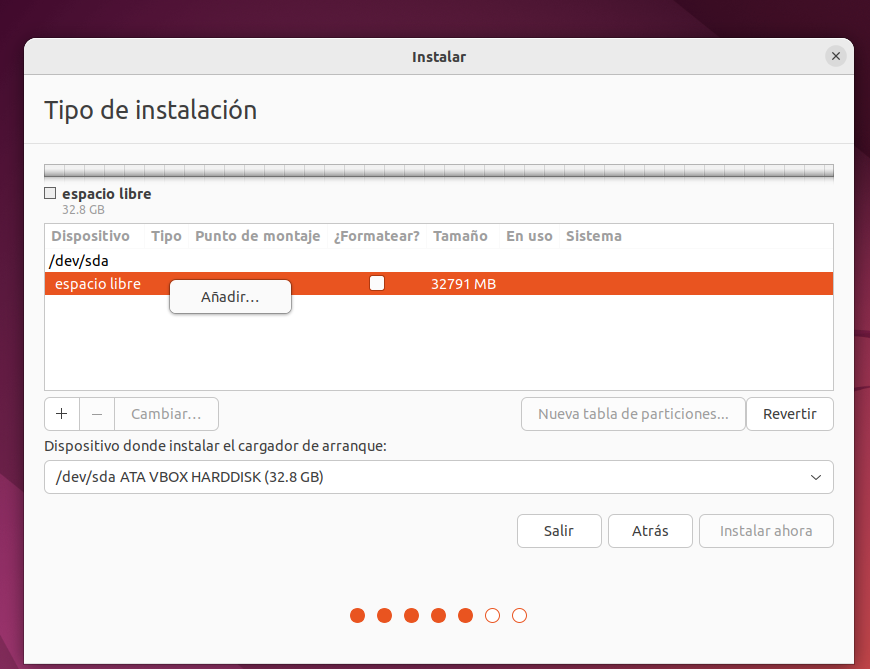 Instalar
Tipo de instalación
espacio libre
32.8 GB
Dispositivo Tipo Punto de montaje ¿Formatear? Tamaño En uso Sistema
/dev/sda
espacio libre 32791 MB
Añadir...
+ − Cambiar... Nueva tabla de particiones... Revertir
Dispositivo donde instalar el cargador de arranque:
/dev/sda ATA VBOX HARDDISK (32.8 GB)
Salir Atrás Instalar ahora